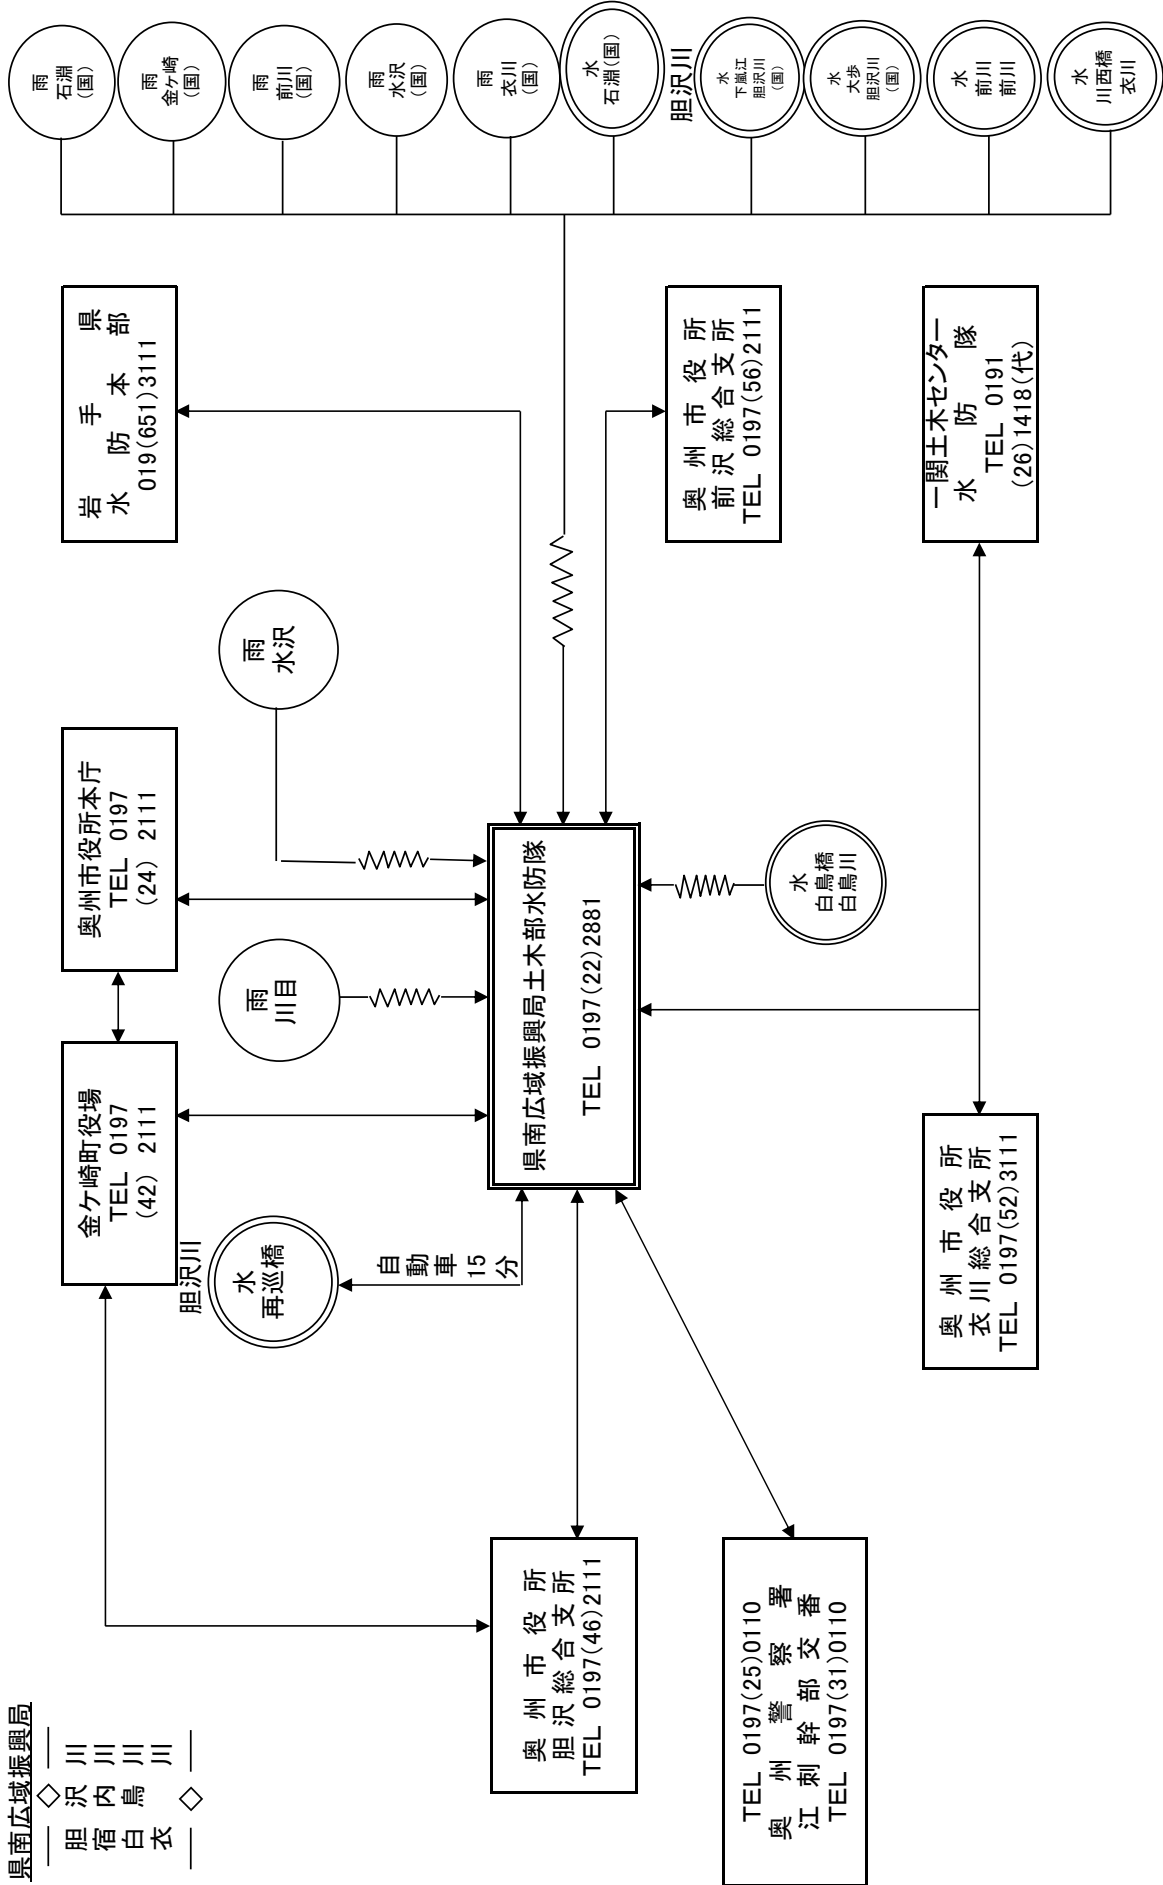 県南広域振興局
胆沢川
宿内川
白鳥川
衣川
奥州市役所
胆沢総合支所
TEL 0197(46)2111
TEL 0197(25)0110
奥州警察署
江刺幹部交番
TEL 0197(31)0110
金ケ崎町役場
TEL 0197
(42) 2111
胆沢川
水
再巡橋
自動車15分
奥州市役所
衣川総合支所
TEL 0197(52)3111
奥州市役所本庁
TEL 0197
(24) 2111
雨
川目
雨
水沢
県南広域振興局土木部水防隊
TEL 0197(22)2881
水
白鳥橋
白鳥川
岩手県
水防本部
019(651)3111
奥州市役所
前沢総合支所
TEL 0197(56)2111
一関土木センター
水防隊
TEL 0191
(26)1418(代)
雨
石淵
(国)
雨
金ケ崎
(国)
雨
前川
(国)
雨
水沢
(国)
雨
衣川
(国)
水
石淵(国)
胆沢川
水
下嵐江
胆沢川
(国)
水
大歩
胆沢川
(国)
水
前川
前川
水
川西橋
衣川